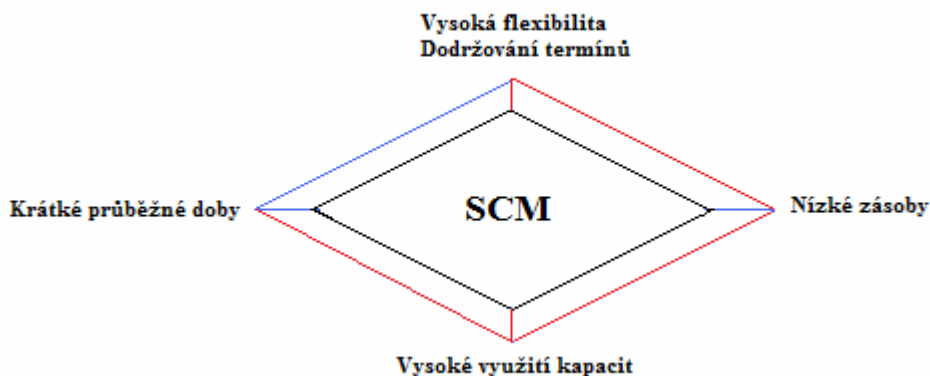 Vysoká flexibilita
Dodržování termínů
Krátké průběžné doby
SCM
Nízké zásoby
Vysoké využití kapacit